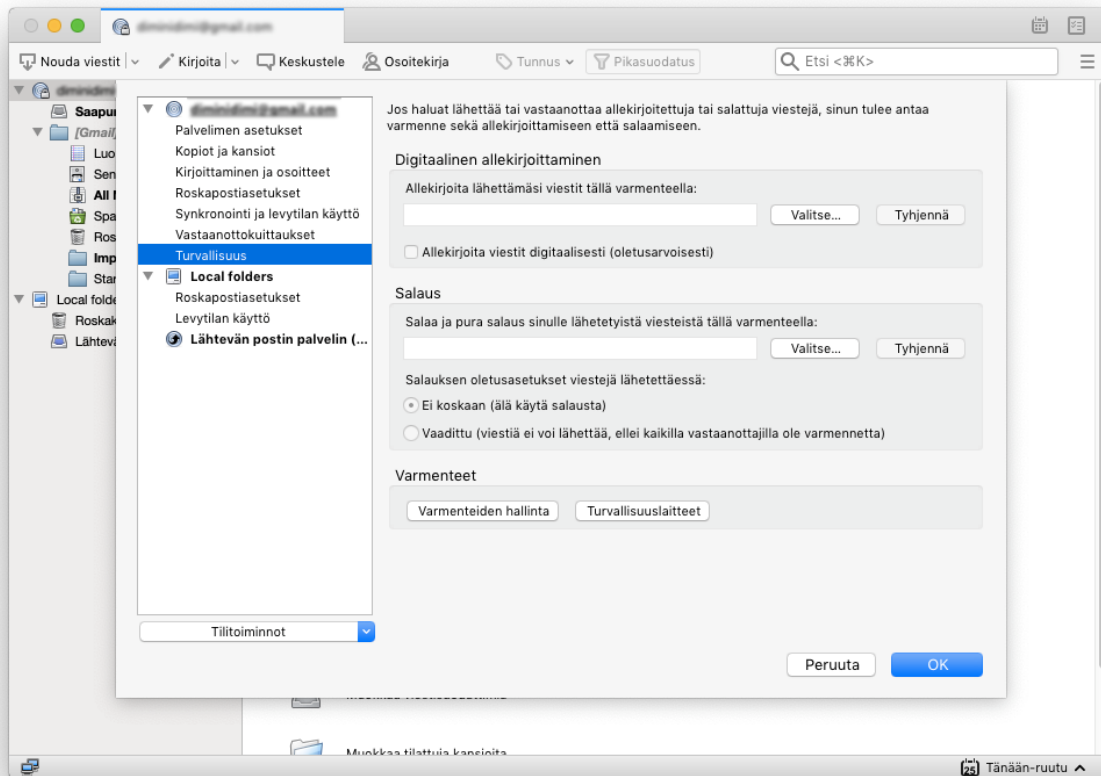 Nouda viestit
Kirjoita
Keskustele
Osoitekirja
Tunnus
Pikasuodatus
Etsi <⌘K>
Saapu
[Gmail]
Luo
Sen
All
Spa
Ros
Imp
Star
Local folde
Roskak
Lähtev
Palvelimen asetukset
Kopiot ja kansiot
Kirjoittaminen ja osoitteet
Roskapostiasetukset
Synkronointi ja levytilan käyttö
Vastaanottokuittaukset
Turvallisuus
Local folders
Roskapostiasetukset
Levytilan käyttö
Lähtevän postin palvelin (...
Tilitoiminnot
Jos haluat lähettää tai vastaanottaa allekirjoitettuja tai salattuja viestejä, sinun tulee antaa
varmenne sekä allekirjoittamiseen että salaamiseen.
Digitaalinen allekirjoittaminen
Allekirjoita lähettämäsi viestit tällä varmenteella:
Valitse... Tyhjennä
Allekirjoita viestit digitaalisesti (oletusarvoisesti)
Salaus
Salaa ja pura salaus sinulle lähetetyistä viesteistä tällä varmenteella:
Valitse... Tyhjennä
Salauksen oletusasetukset viestejä lähetettäessä:
Ei koskaan (älä käytä salausta)
Vaadittu (viestiä ei voi lähettää, ellei kaikilla vastaanottajilla ole varmennetta)
Varmenteet
Varmenteiden hallinta Turvallisuuslaitteet
Peruuta OK
Muokkaa tilattuja kansioita
25 Tänään-ruutu